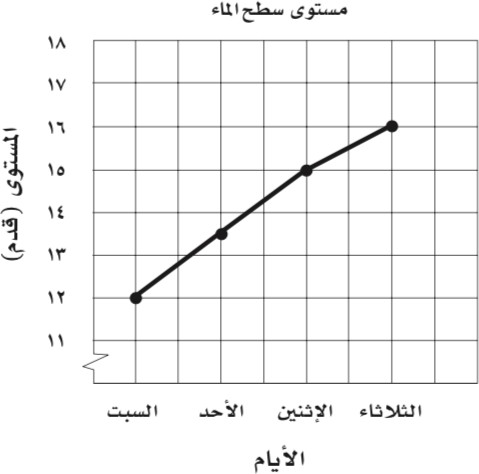 مستوى سطح الماء
المستوى (قدم)
١٨
١٧
١٦
١٥
١٤
١٣
١٢
١١
السبت الأحد الإثنين الثلاثاء
الأيام